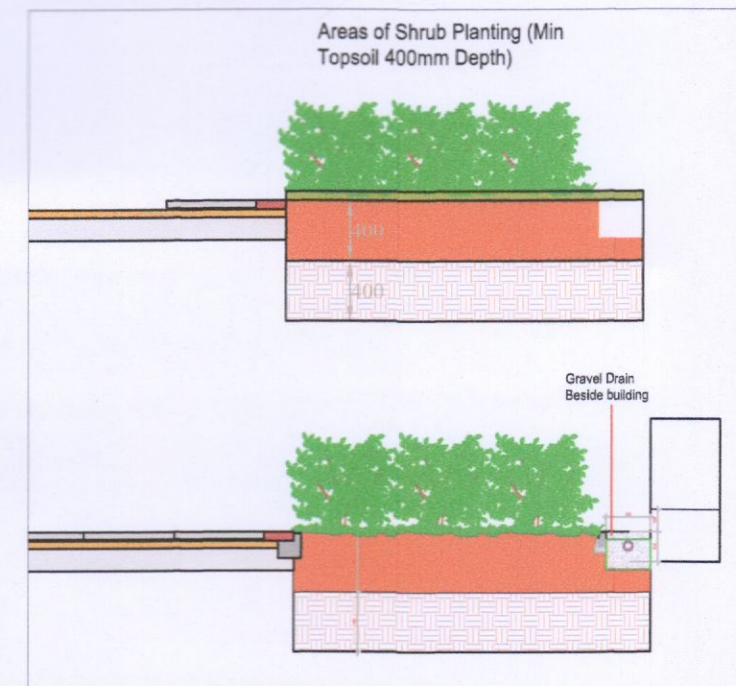 Areas of Shrub Planting (Min
Topsoil 400mm Depth)
400
400
Gravel Drain
Beside building